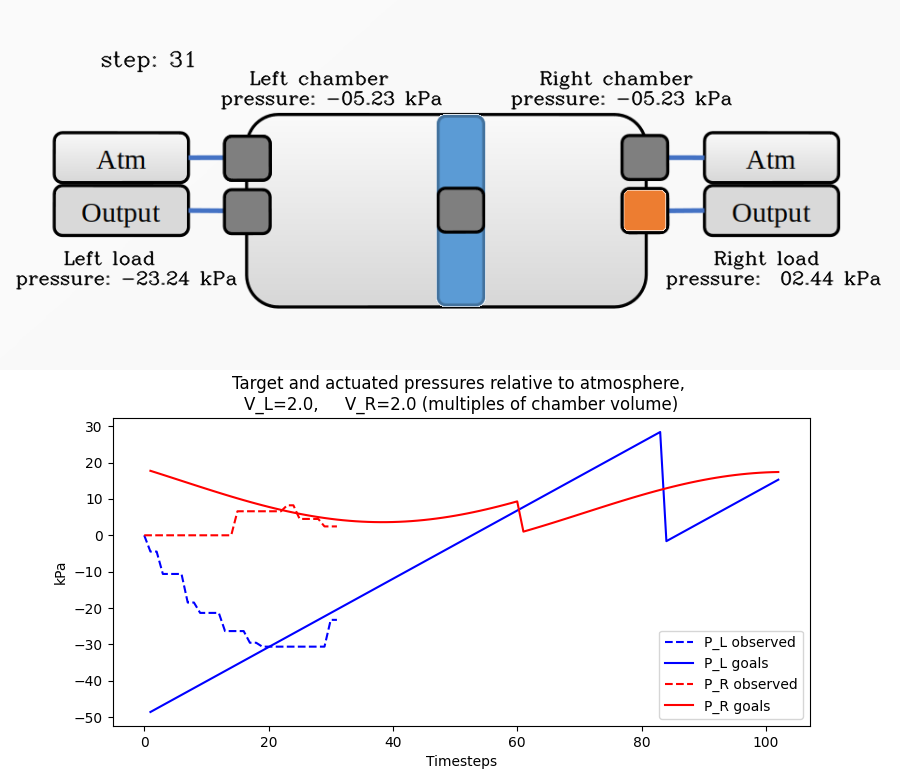 step: 31
Left chamber
pressure: −05.23 kPa
Right chamber
pressure: −05.23 kPa
Atm
Output
Atm
Output
Left load
pressure: −23.24 kPa
Right load
pressure:  02.44 kPa
Target and actuated pressures relative to atmosphere,
V_L=2.0,     V_R=2.0 (multiples of chamber volume)
30
20
10
0
−10
−20
−30
−40
−50
kPa
P_L observed
P_L goals
P_R observed
P_R goals
0
20
40
60
80
100
Timesteps